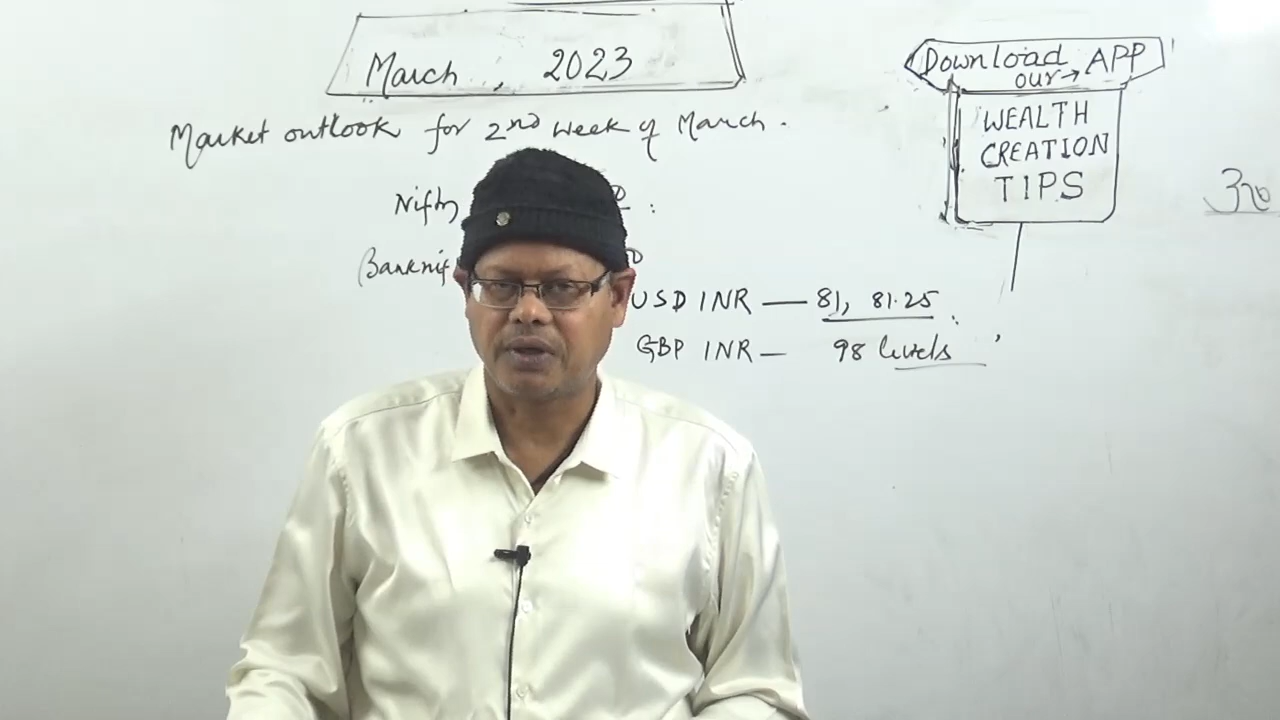 March, 2023
Market outlook for 2nd week of March.
Nifty
USD INR — 81, 81.25
GBP INR — 98 levels
Download
our → APP
WEALTH
CREATION
TIPS